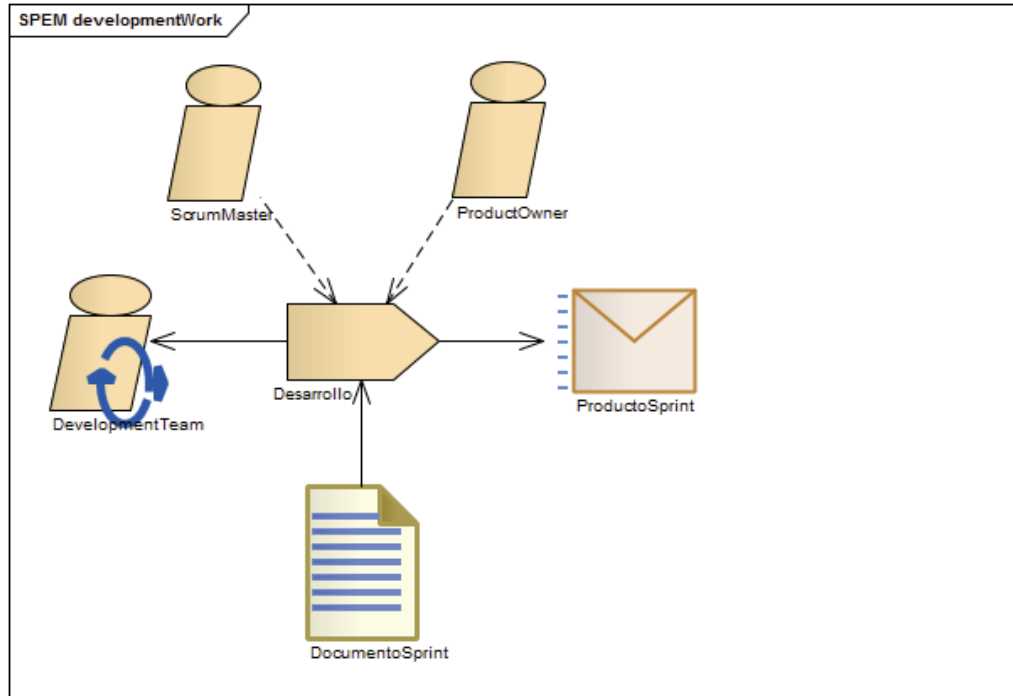 SPEM developmentWork
ScrumMaster
ProductOwner
Desarrollo
ProductoSprint
DevelopmentTeam
DocumentoSprint